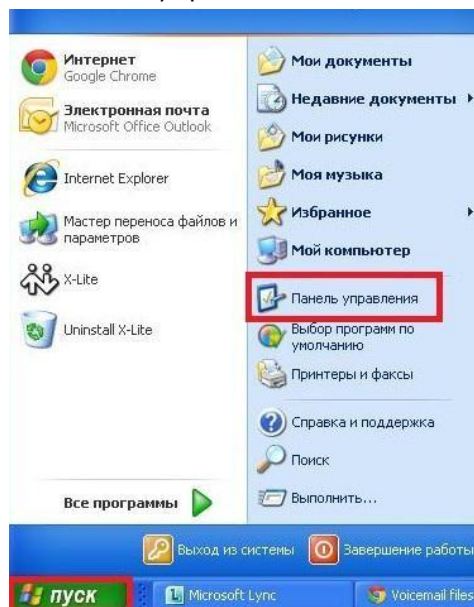 Интернет
Google Chrome
Электронная почта
Microsoft Office Outlook
Internet Explorer
Мастер переноса файлов и
параметров
X-Lite
Uninstall X-Lite
Все программы
Мои документы
Недавние документы
Мои рисунки
Моя музыка
Избранное
Мой компьютер
Панель управления
Выбор программ по
умолчанию
Принтеры и факсы
Справка и поддержка
Поиск
Выполнить...
Выход из системы
Завершение работы
пуск
Microsoft Lync
Voicemail files